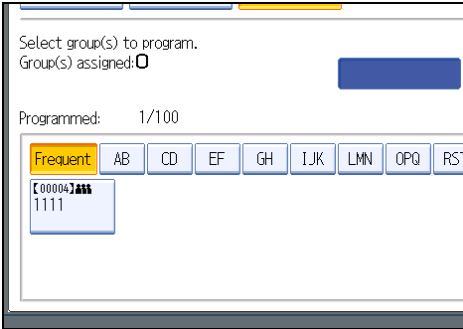 Select group(s) to program.
Group(s) assigned:0
Programmed: 1/100
Frequent AB CD EF GH IJK LMN OPQ RST
【00004】
1111